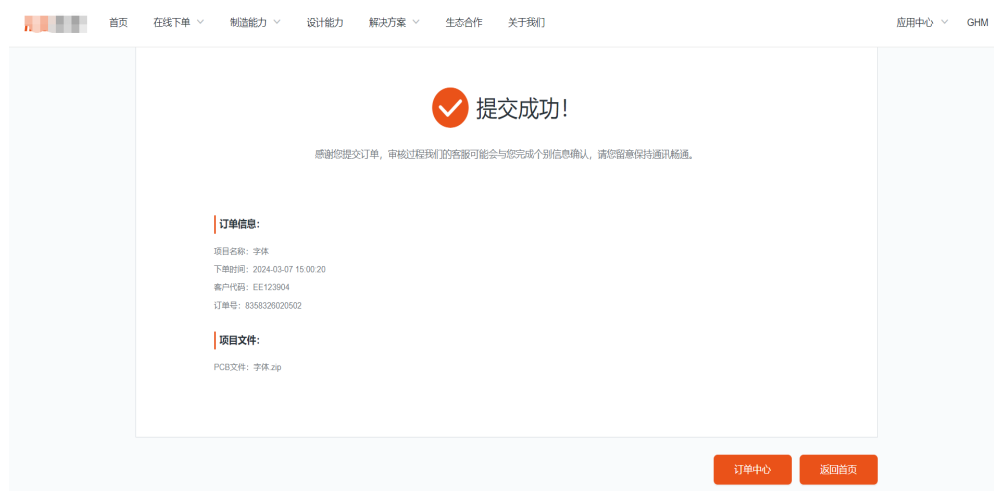 首页 在线下单 制造能力 设计能力 解决方案 生态合作 关于我们 应用中心 GHM
提交成功！
感谢您提交订单，审核过程我们的客服可能会与您完成个别信息确认，请您留意保持通讯畅通。
订单信息：
项目名称：字体
下单时间：2024-03-07 15:00:20
客户代码：EE123904
订单号：8358326020502
项目文件：
PCB文件：字体.zip
订单中心 返回首页